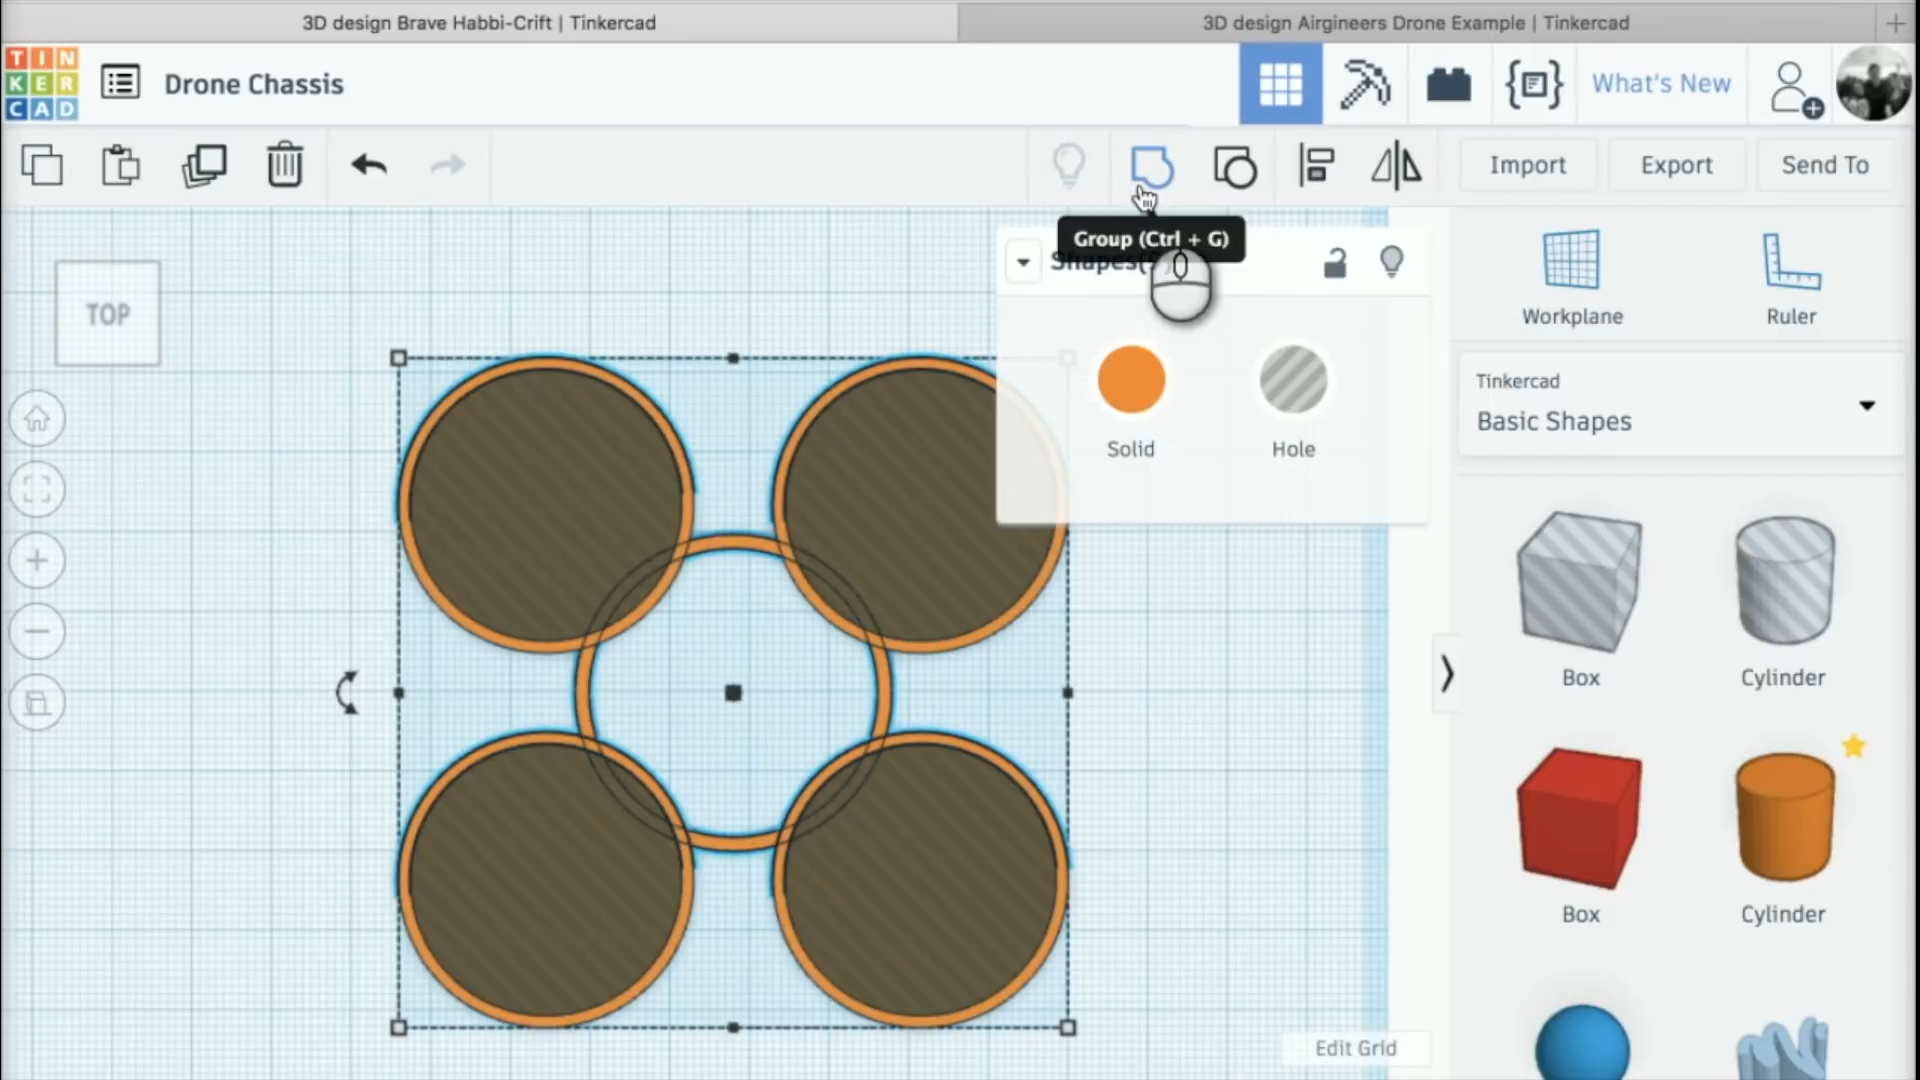 3D design Brave Habbi-Crift | Tinkercad
3D design Airgineers Drone Example | Tinkercad
TIN
KER
CAD
Drone Chassis
What's New
Import
Export
Send To
Group (Ctrl + G)
Shapes(
TOP
Solid
Hole
Workplane
Ruler
Tinkercad
Basic Shapes
Box
Cylinder
Box
Cylinder
Edit Grid